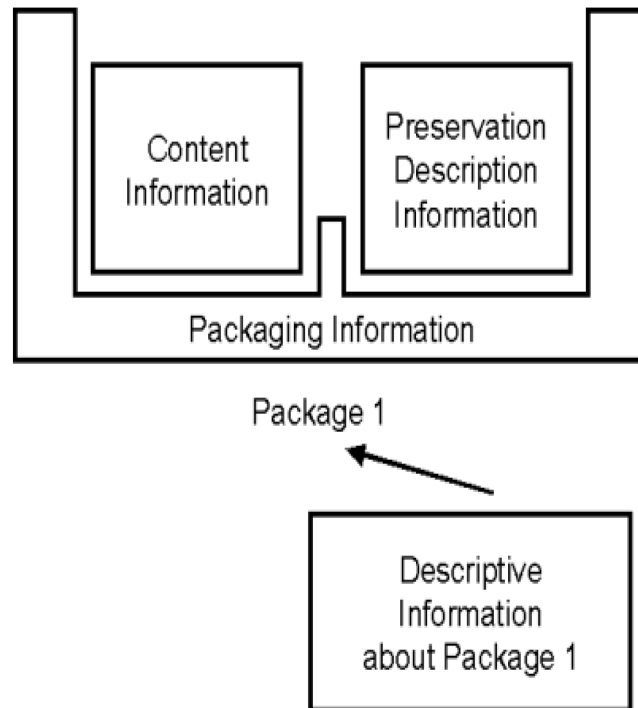 Content
Information
Preservation
Description
Information
Packaging Information
Package 1
Descriptive
Information
about Package 1